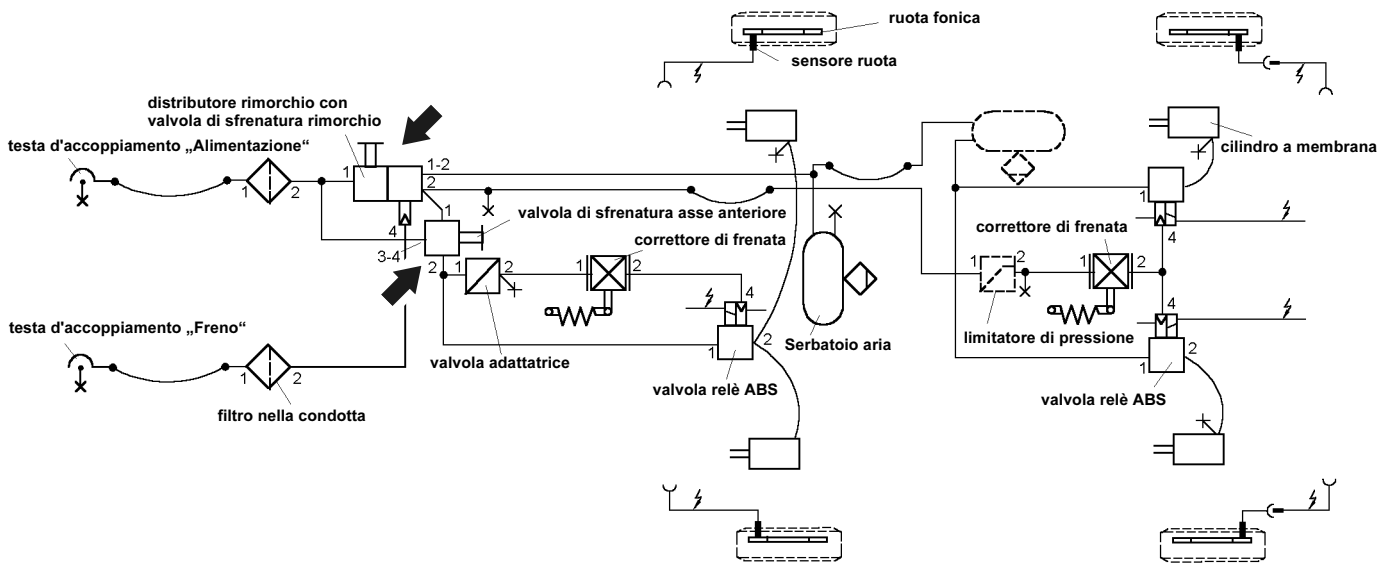 ruota fonica
sensore ruota
distributore rimorchio con
valvola di sfrenatura rimorchio
testa d'accoppiamento „Alimentazione“
cilindro a membrana
1
2
1
1-2
2
4
3-4
1
2
valvola di sfrenatura asse anteriore
correttore di frenata
1
2
1
2
4
1
2
valvola adattatrice
valvola relè ABS
Serbatoio aria
testa d'accoppiamento „Freno“
1
2
filtro nella condotta
1
4
correttore di frenata
1
2
1
2
limitatore di pressione
4
2
1
valvola relè ABS